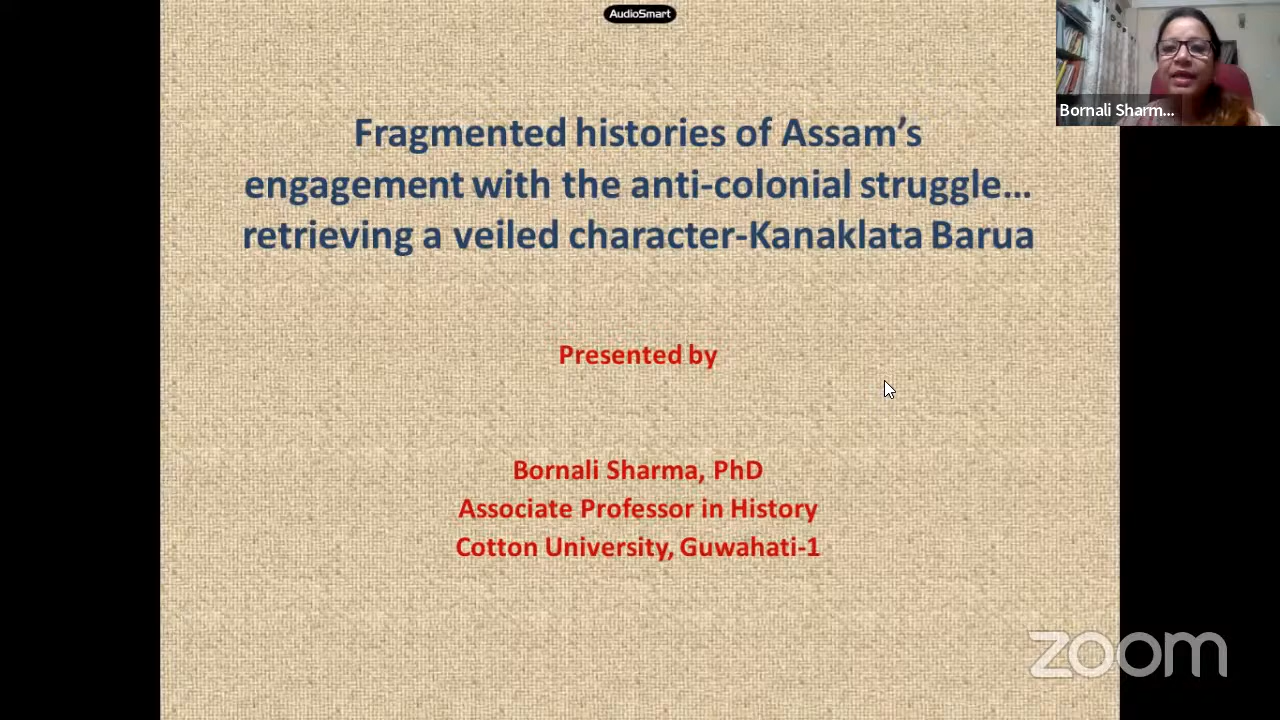 AudioSmart
Bornali Sharm...
Fragmented histories of Assam’s
engagement with the anti-colonial struggle…
retrieving a veiled character-Kanaklata Barua
Presented by
Bornali Sharma, PhD
Associate Professor in History
Cotton University, Guwahati-1
zoom